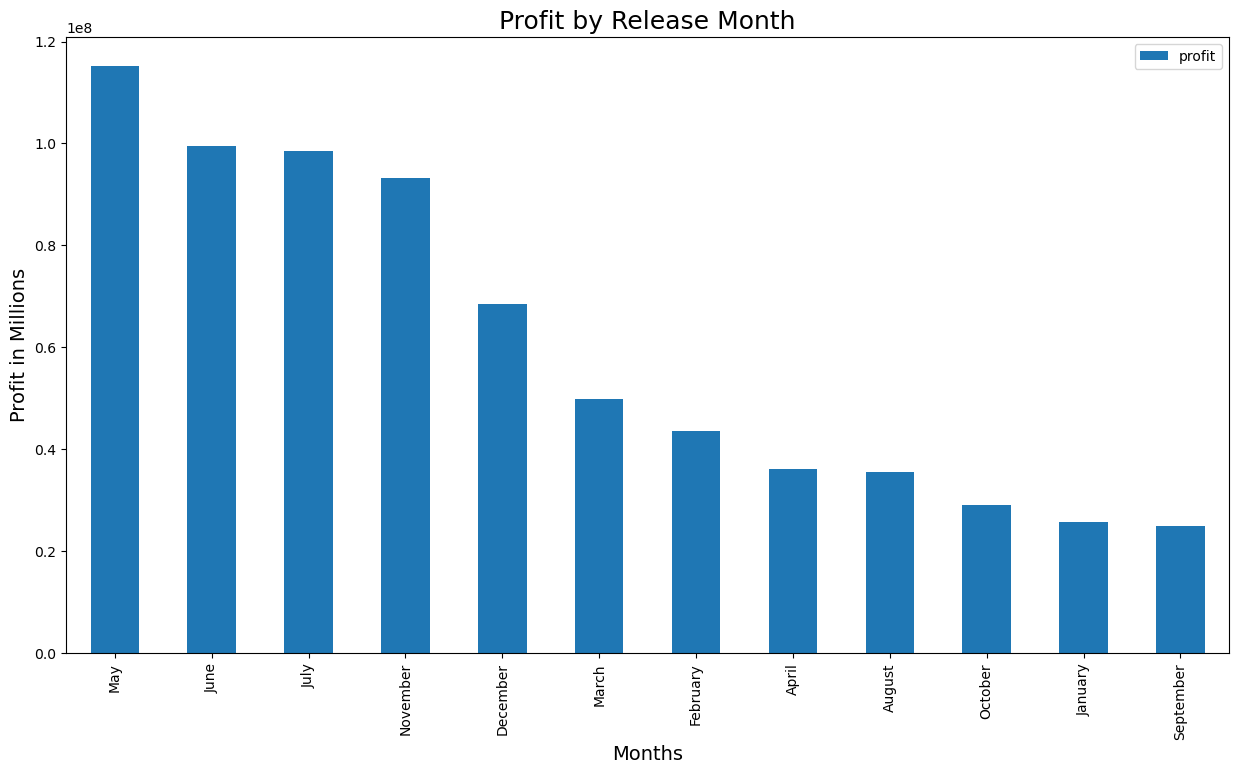 Profit by Release Month
1e8
profit
1.2
1.0
0.8
0.6
0.4
0.2
0.0
Profit in Millions
May
June
July
November
December
March
February
April
August
October
January
September
Months